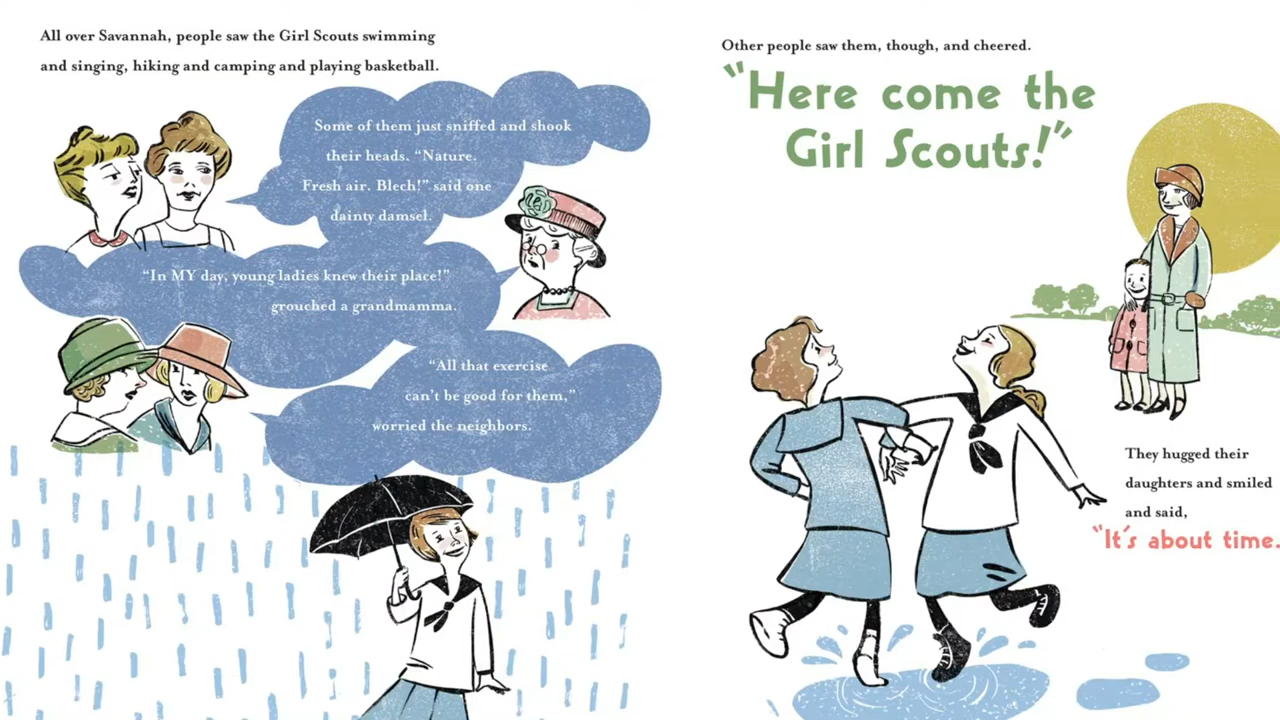 All over Savannah, people saw the Girl Scouts swimming
and singing, hiking and camping and playing basketball.
Some of them just sniffed and shook
their heads. “Nature.
Fresh air. Blech!” said one
dainty damsel.
“In MY day, young ladies knew their place!”
grouched a grandmamma.
“All that exercise
can’t be good for them,”
worried the neighbors.
Other people saw them, though, and cheered.
“Here come the
Girl Scouts!”
They hugged their
daughters and smiled
and said,
“It’s about time.